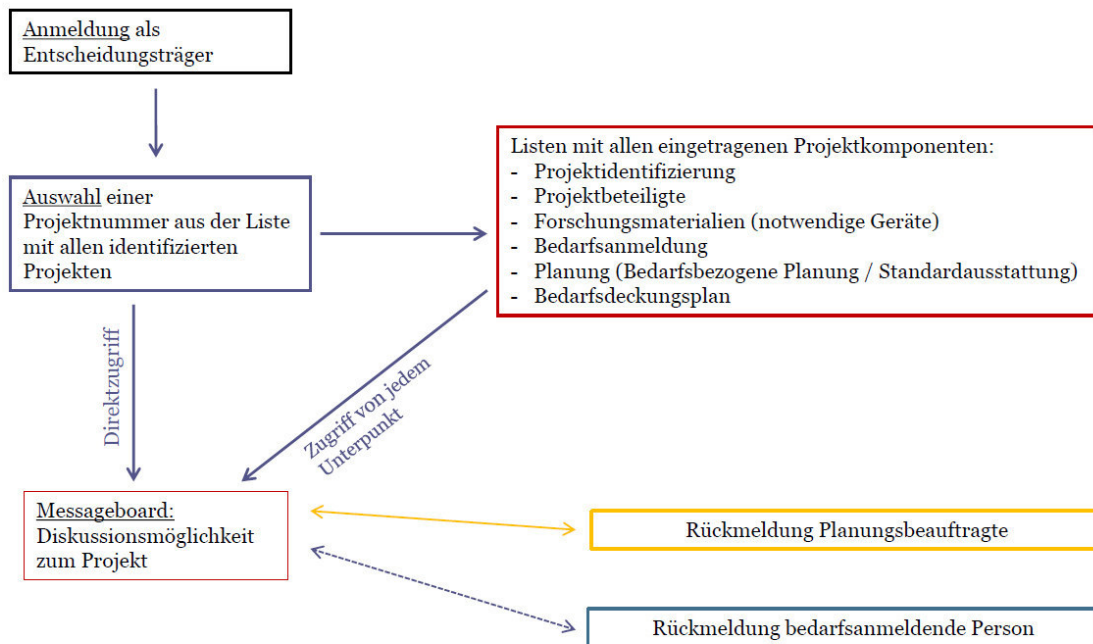 Anmeldung als
Entscheidungsträger
Listen mit allen eingetragenen Projektkomponenten:
- Projektidentifizierung
- Projektbeteiligte
- Forschungsmaterialien (notwendige Geräte)
- Bedarfsanmeldung
- Planung (Bedarfsbezogene Planung / Standardausstattung)
- Bedarfsdeckungsplan
Auswahl einer
Projektnummer aus der Liste
mit allen identifizierten
Projekten
Direktzugriff
Zugriff von jedem
Unterpunkt
Messageboard:
Diskussionsmöglichkeit
zum Projekt
Rückmeldung Planungsbeauftragte
Rückmeldung bedarfsanmeldende Person